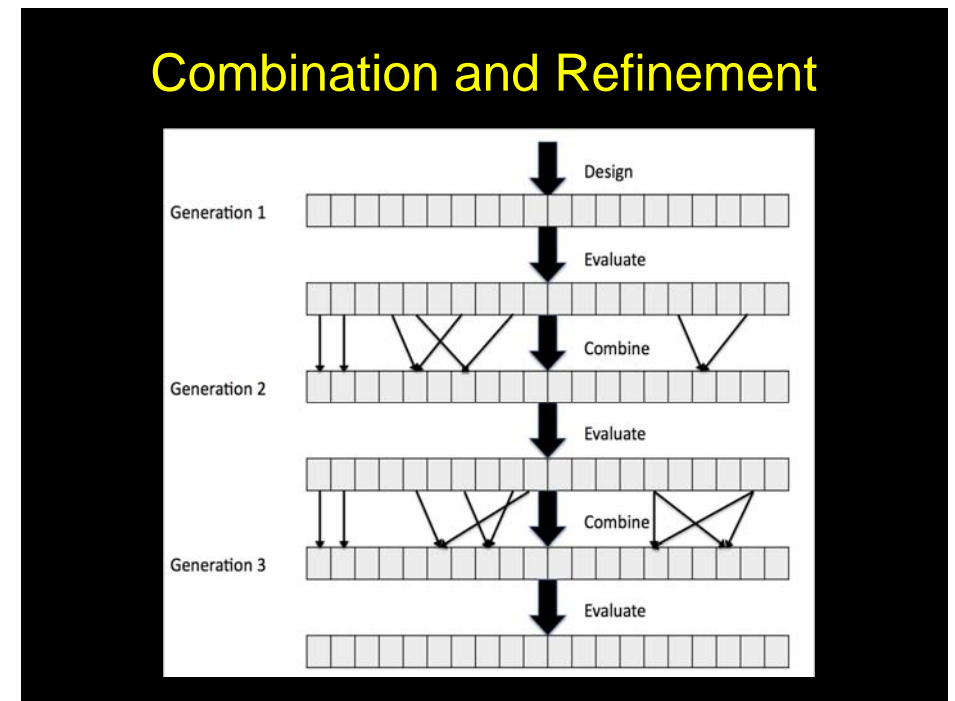 Combination and Refinement
Design
Generation 1
Evaluate
Combine
Generation 2
Evaluate
Combine
Generation 3
Evaluate